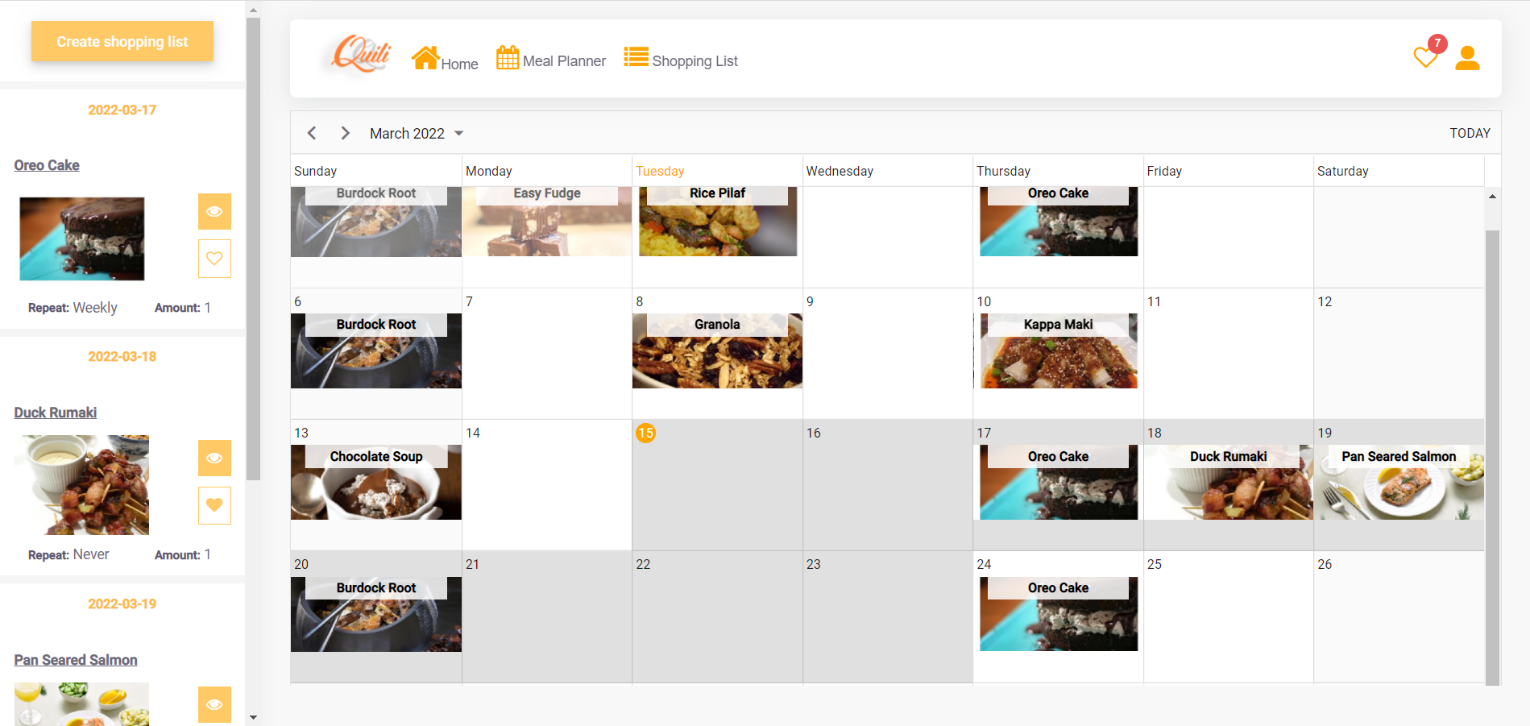 Create shopping list
2022-03-17
Oreo Cake
Repeat: Weekly Amount: 1
2022-03-18
Duck Rumaki
Repeat: Never Amount: 1
2022-03-19
Pan Seared Salmon
Quili Home Meal Planner Shopping List 7
March 2022 TODAY
Sunday Monday Tuesday Wednesday Thursday Friday Saturday
Burdock Root Easy Fudge Rice Pilaf Oreo Cake
6 7 8 9 10 11 12
Burdock Root Granola Kappa Maki
13 14 15 16 17 18 19
Chocolate Soup Oreo Cake Duck Rumaki Pan Seared Salmon
20 21 22 23 24 25 26
Burdock Root Oreo Cake